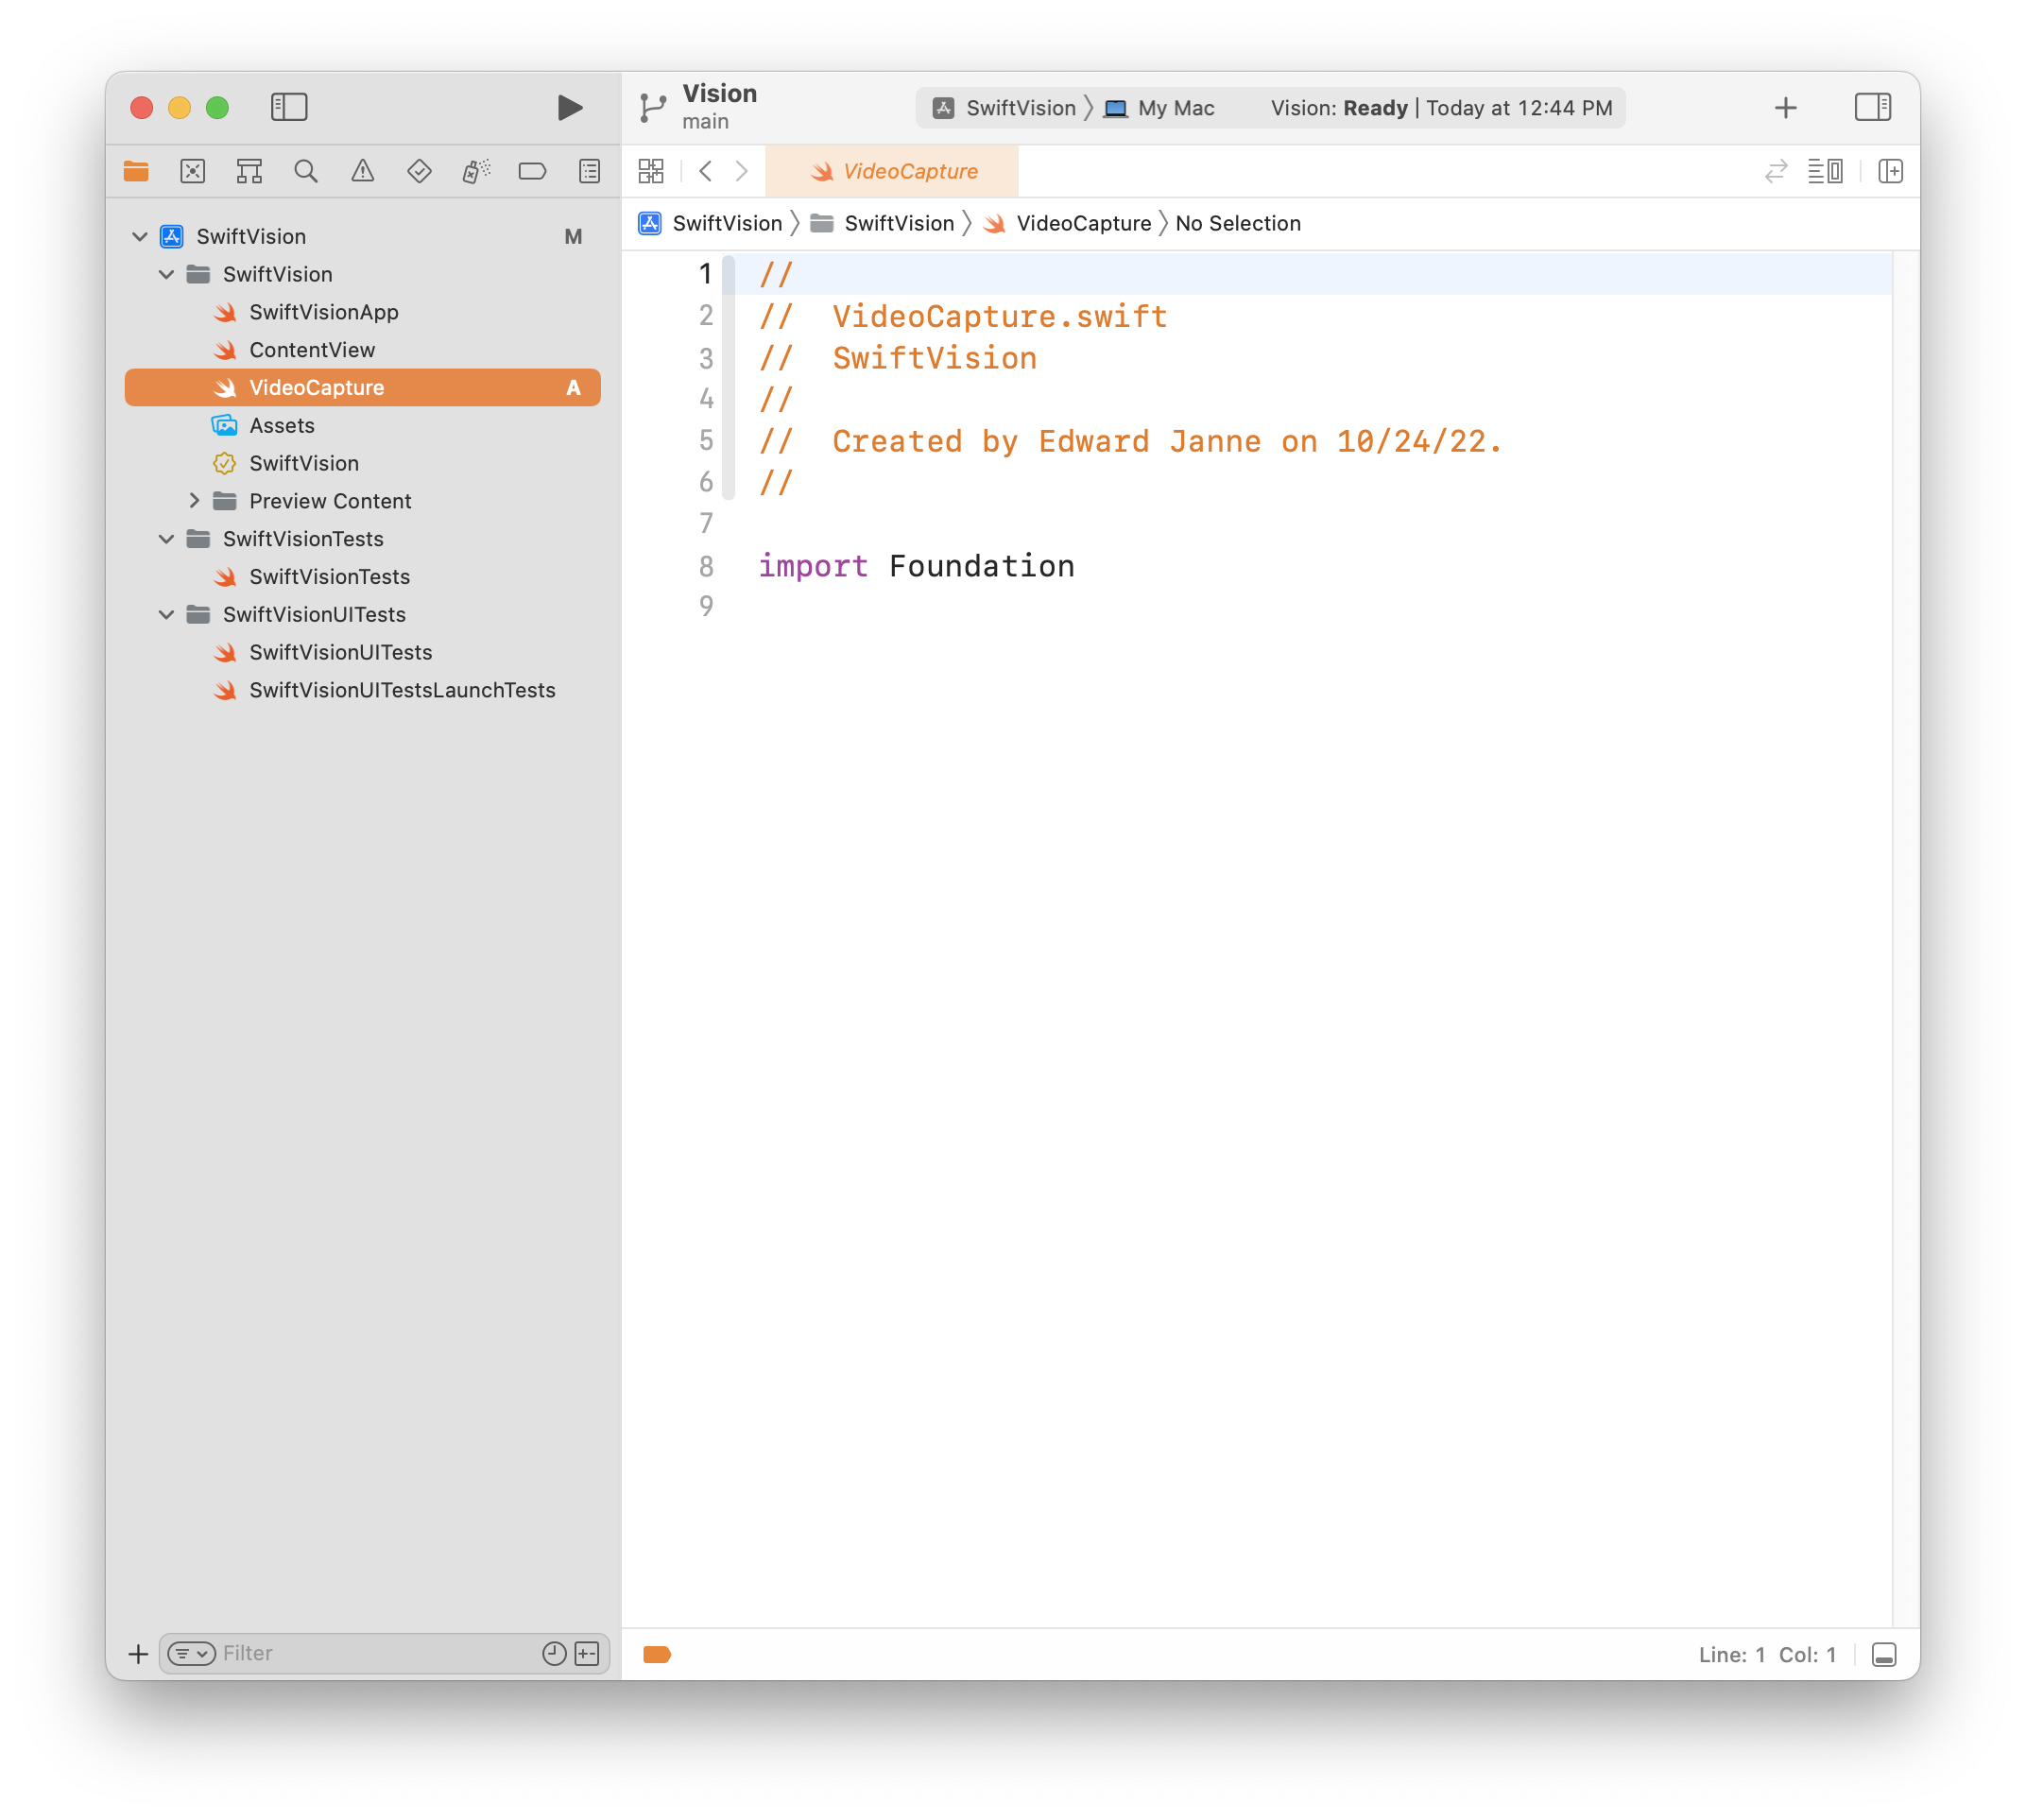 Vision
main
SwiftVision
My Mac
Vision: Ready | Today at 12:44 PM
VideoCapture
SwiftVision
SwiftVision
VideoCapture
No Selection
SwiftVision M
SwiftVision
SwiftVisionApp
ContentView
VideoCapture A
Assets
SwiftVision
Preview Content
SwiftVisionTests
SwiftVisionTests
SwiftVisionUITests
SwiftVisionUITests
SwiftVisionUITestsLaunchTests
1 //
2 //  VideoCapture.swift
3 //  SwiftVision
4 //
5 //  Created by Edward Janne on 10/24/22.
6 //
7
8 import Foundation
9
Filter
Line: 1 Col: 1